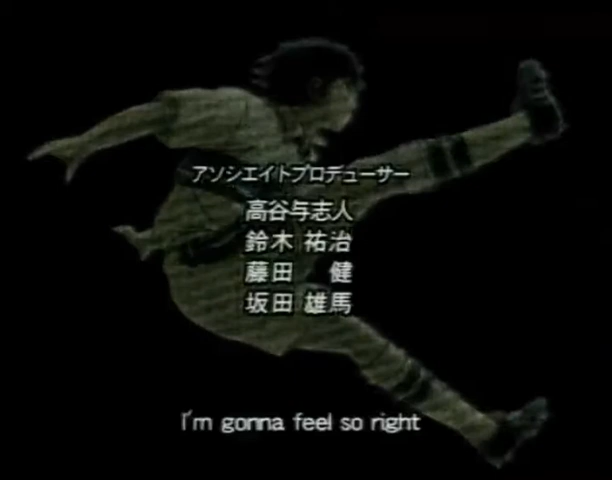 アソシエイトプロデューサー
高谷与志人
鈴木 祐治
藤田 健
坂田 雄馬
I'm gonna feel so right